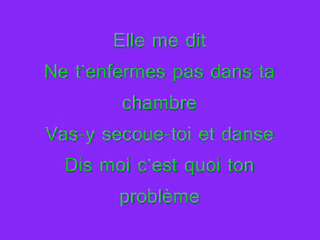 Elle me dit
Ne t'enfermes pas dans ta
chambre
Vas-y secoue-toi et danse
Dis moi c'est quoi ton
problème